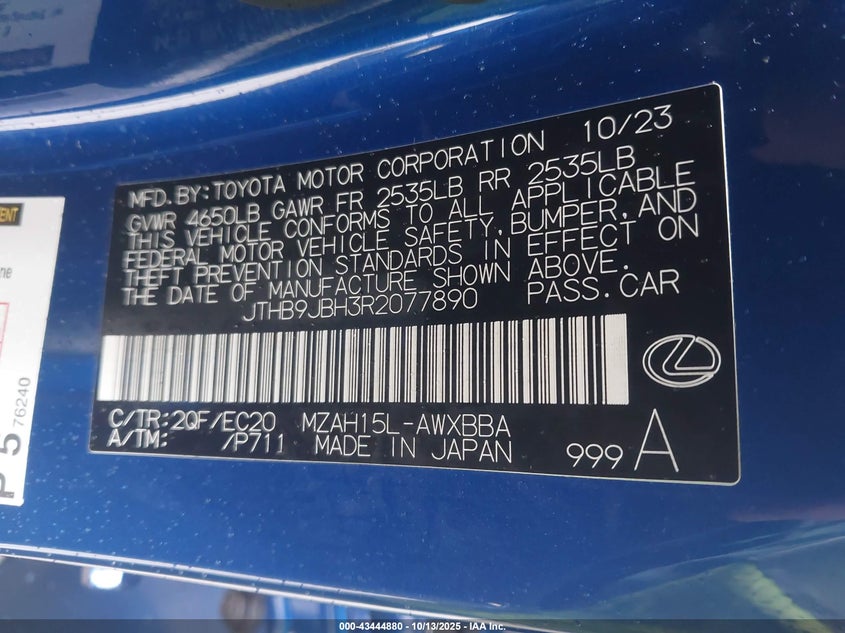 MFD. BY: TOYOTA MOTOR CORPORATION 10/23
GVWR 4650LB GAWR FR 2535LB RR 2535LB
THIS VEHICLE CONFORMS TO ALL APPLICABLE
FEDERAL MOTOR VEHICLE SAFETY, BUMPER, AND
THEFT PREVENTION STANDARDS IN EFFECT ON
THE DATE OF MANUFACTURE SHOWN ABOVE.
JTHB9JBH3R2077890 PASS. CAR
C/TR: 2QF/EC20 MZAH15L-AWXBBA
A/TM: /P711 MADE IN JAPAN 999 A
P 5 76240
000-43444880 - 10/13/2025 - IAA Inc.